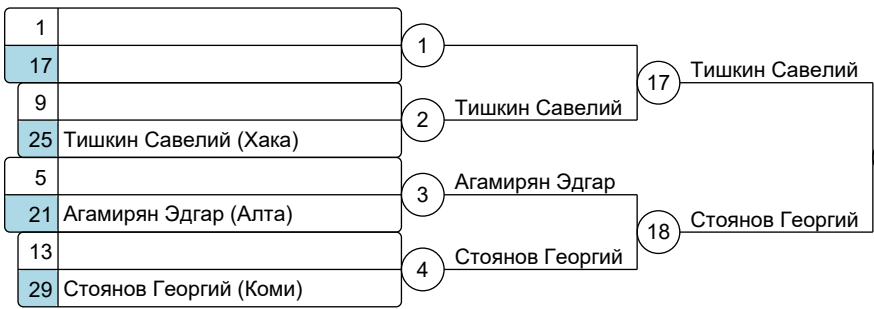 1
17
1
9
25 Тишкин Савелий (Хака)
2
Тишкин Савелий
17
Тишкин Савелий
5
21 Агамирян Эдгар (Алта)
3
Агамирян Эдгар
13
29 Стоянов Георгий (Коми)
4
Стоянов Георгий
18
Стоянов Георгий